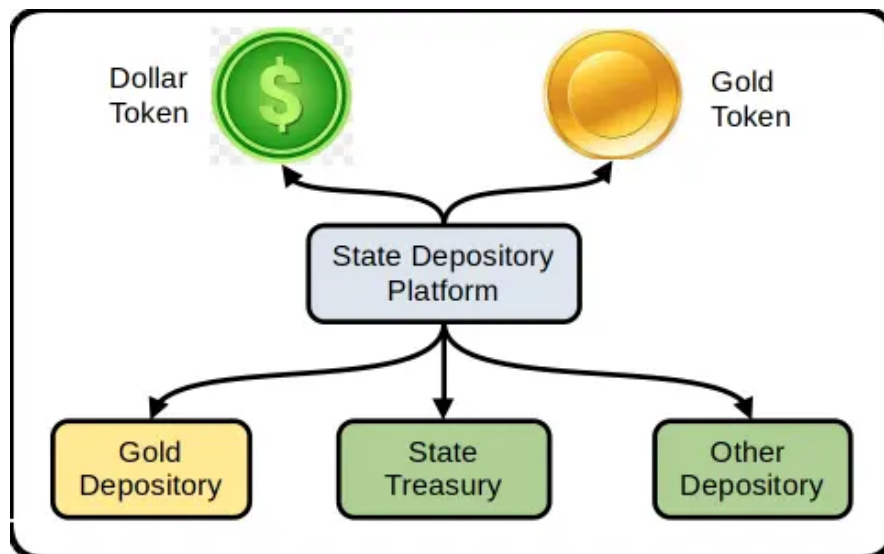 Dollar
Token
$
Gold
Token
State Depository
Platform
Gold
Depository
State
Treasury
Other
Depository